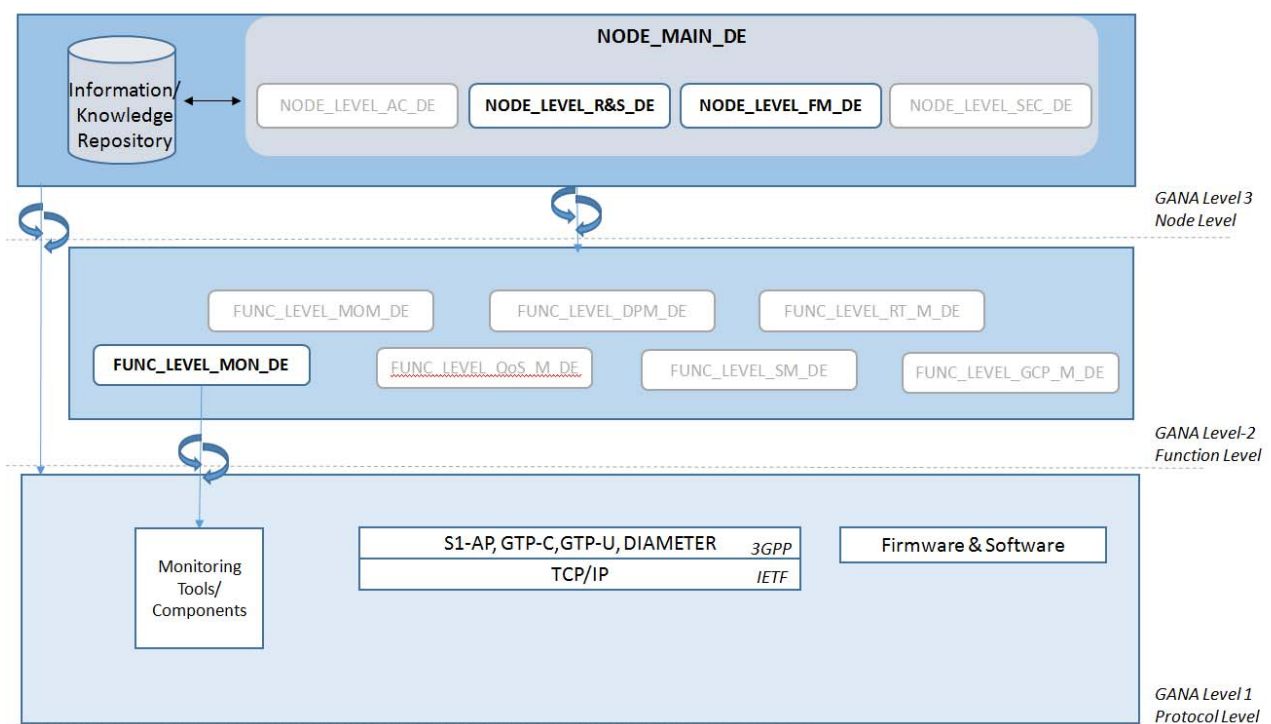 NODE_MAIN_DE
Information/
Knowledge
Repository
NODE_LEVEL_AC_DE
NODE_LEVEL_R&S_DE
NODE_LEVEL_FM_DE
NODE_LEVEL_SEC_DE
GANA Level 3
Node Level
FUNC_LEVEL_MOM_DE
FUNC_LEVEL_DPM_DE
FUNC_LEVEL_RT_M_DE
FUNC_LEVEL_MON_DE
FUNC_LEVEL_QoS_M_DE
FUNC_LEVEL_SM_DE
FUNC_LEVEL_GCP_M_DE
GANA Level-2
Function Level
Monitoring
Tools/
Components
S1-AP, GTP-C,GTP-U, DIAMETER 3GPP
TCP/IP IETF
Firmware & Software
GANA Level 1
Protocol Level